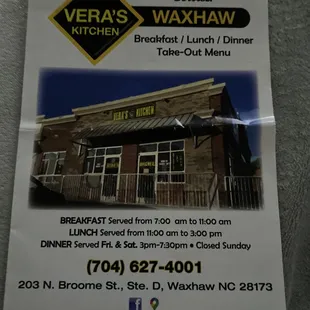 VERA'S
KITCHEN
WAXHAW
Breakfast / Lunch / Dinner
Take-Out Menu
VERA'S KITCHEN
BREAKFAST Served from 7:00 am to 11:00 am
LUNCH Served from 11:00 am to 3:00 pm
DINNER Served Fri. & Sat. 3pm-7:30pm • Closed Sunday
(704) 627-4001
203 N. Broome St., Ste. D, Waxhaw NC 28173